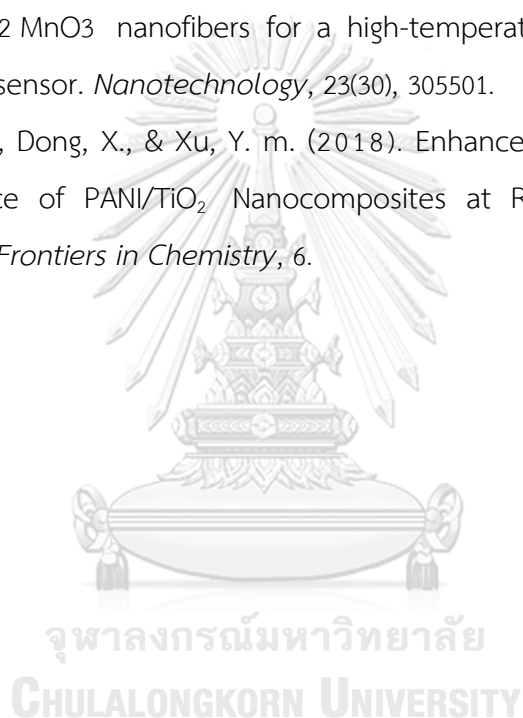 2 MnO3 nanofibers for a high-temperat
sensor. Nanotechnology, 23(30), 305501.
, Dong, X., & Xu, Y. m. (2018). Enhance
ce of PANI/TiO₂ Nanocomposites at R
Frontiers in Chemistry, 6.
จุฬาลงกรณ์มหาวิทยาลัย
CHULALONGKORN UNIVERSITY